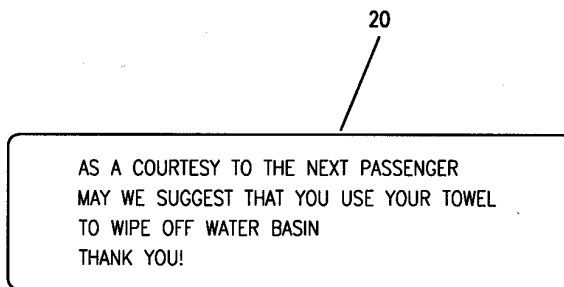 20
AS A COURTESY TO THE NEXT PASSENGER
MAY WE SUGGEST THAT YOU USE YOUR TOWEL
TO WIPE OFF WATER BASIN
THANK YOU!